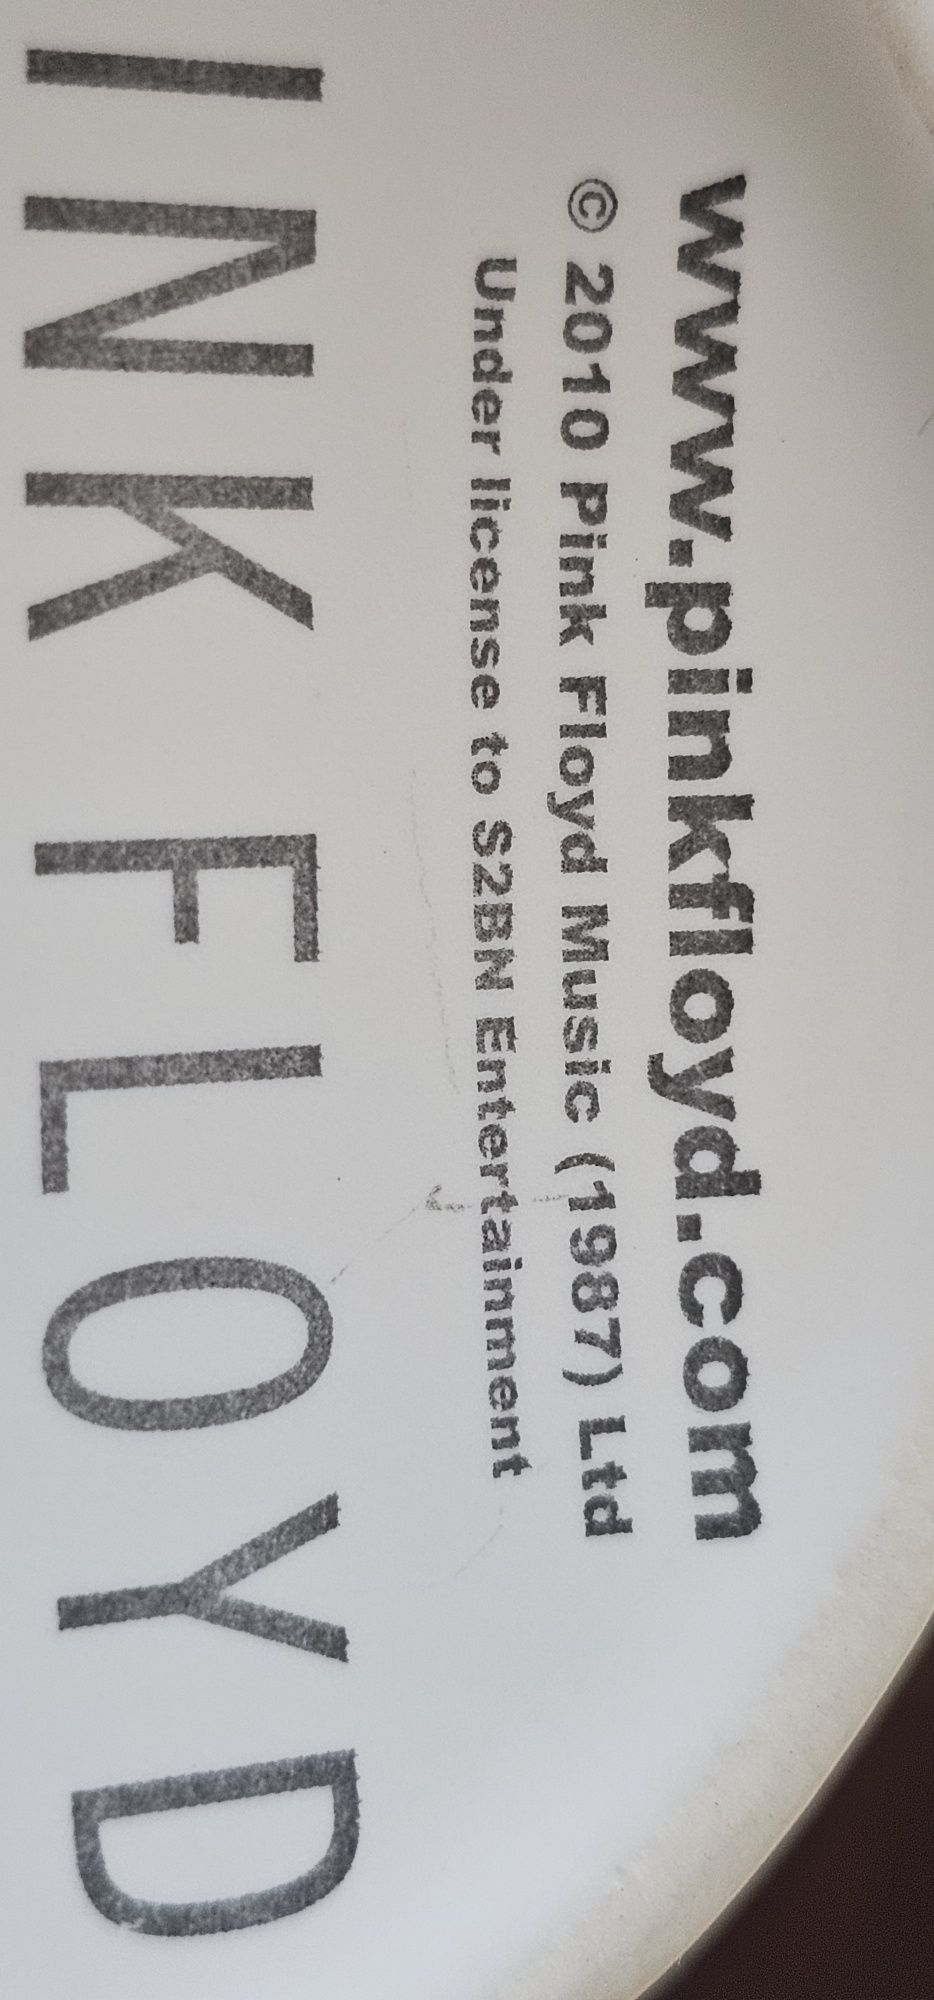 www.pinkfloyd.com
© 2010 Pink Floyd Music (1987) Ltd
Under license to S2BN Entertainment
INK FLOYD